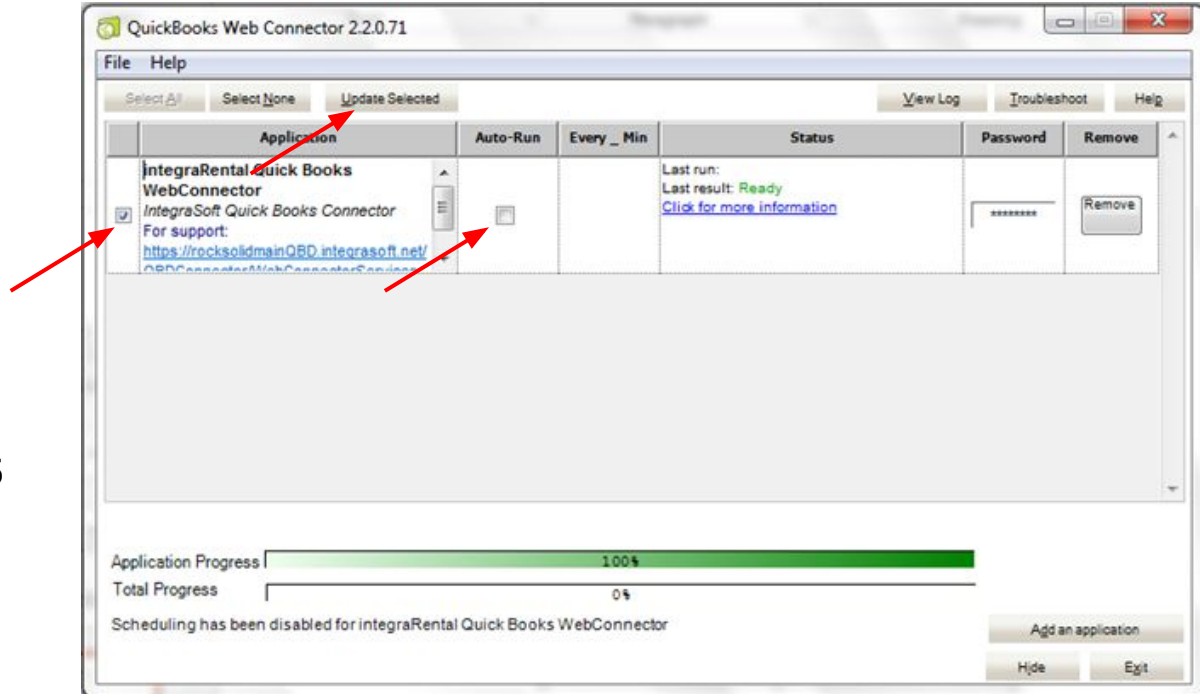 QuickBooks Web Connector 2.2.0.71
File Help
Select All Select None Update Selected View Log Troubleshoot Help
Application Auto-Run Every _ Min Status Password Remove
integraRental Quick Books
WebConnector
IntegraSoft Quick Books Connector
For support:
https://rocksolidmainQBD.integrasoft.net/
QBDConnector/WebConnectorServices
Last run:
Last result: Ready
Click for more information
********
Remove
Application Progress 100%
Total Progress 0%
Scheduling has been disabled for integraRental Quick Books WebConnector
Add an application
Hide Exit